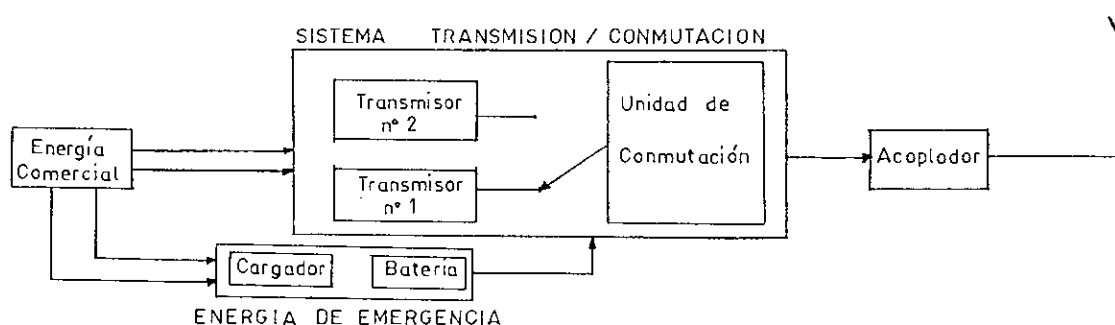 SISTEMA TRANSMISION / CONMUTACION
Transmisor
nº 2
Unidad de
Conmutación
Energía
Comercial
Transmisor
nº 1
Acoplador
Cargador
Batería
ENERGIA DE EMERGENCIA